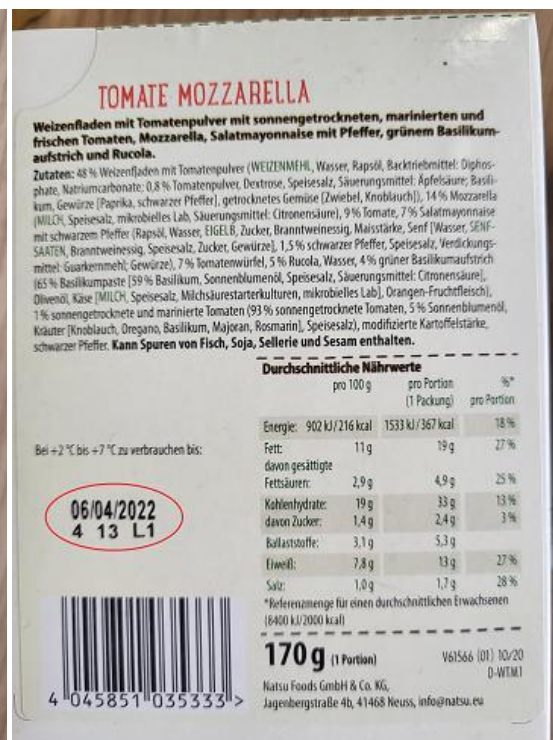 TOMATE MOZZARELLA
Weizenfladen mit Tomatenpulver mit sonnengetrockneten, marinierten und
frischen Tomaten, Mozzarella, Salatmayonnaise mit Pfeffer, grünem Basilikum-
aufstrich und Rucola.
Zutaten: 48 % Weizenfladen mit Tomatenpulver (WEIZENMEHL, Wasser, Rapsöl, Backtriebmittel: Diphos-
phate, Natriumcarbonate; 0,8 % Tomatenpulver, Dextrose, Speisesalz, Säuerungsmittel: Äpfelsäure; Basili-
kum, Gewürze [Paprika, schwarzer Pfeffer], getrocknetes Gemüse [Zwiebel, Knoblauch]), 14 % Mozzarella
(MILCH, Speisesalz, mikrobielles Lab, Säuerungsmittel: Citronensäure), 9 % Tomate, 7 % Salatmayonnaise
mit schwarzem Pfeffer (Rapsöl, Wasser, EIGELB, Zucker, Branntweinessig, Maisstärke, Senf [Wasser, SENF-
SAATEN, Branntweinessig, Speisesalz, Zucker, Gewürze], 1,5 % schwarzer Pfeffer, Speisesalz, Verdickungs-
mittel: Guarkernmehl; Gewürze), 7 % Tomatenwürfel, 5 % Rucola, Wasser, 4 % grüner Basilikumaufstrich
(65 % Basilikumpaste [59 % Basilikum, Sonnenblumenöl, Speisesalz, Säuerungsmittel: Citronensäure],
Olivenöl, Käse [MILCH, Speisesalz, Milchsäurestarterkulturen, mikrobielles Lab], Orangen-Fruchtfleisch),
1 % sonnengetrocknete und marinierte Tomaten (93 % sonnengetrocknete Tomaten, 5 % Sonnenblumenöl,
Kräuter [Knoblauch, Oregano, Basilikum, Majoran, Rosmarin], Speisesalz), modifizierte Kartoffelstärke,
schwarzer Pfeffer. Kann Spuren von Fisch, Soja, Sellerie und Sesam enthalten.
Durchschnittliche Nährwerte
pro 100 g pro Portion %*
(1 Packung) pro Portion
Energie: 902 kJ/216 kcal 1533 kJ/367 kcal 18 %
Fett: 11 g 19 g 27 %
davon gesättigte
Fettsäuren: 2,9 g 4,9 g 25 %
Kohlenhydrate: 19 g 33 g 13 %
davon Zucker: 1,4 g 2,4 g 3 %
Ballaststoffe: 3,1 g 5,3 g
Eiweiß: 7,8 g 13 g 27 %
Salz: 1,0 g 1,7 g 28 %
*Referenzmenge für einen durchschnittlichen Erwachsenen
(8400 kJ/2000 kcal)
Bei +2 °C bis +7 °C zu verbrauchen bis:
06/04/2022
4 13 L1
4 045851 035333 >
170 g (1 Portion)
V61566 (01) 10/20
D-WTM1
Natsu Foods GmbH & Co. KG,
Jagenbergstraße 4b, 41468 Neuss, info@natsu.eu